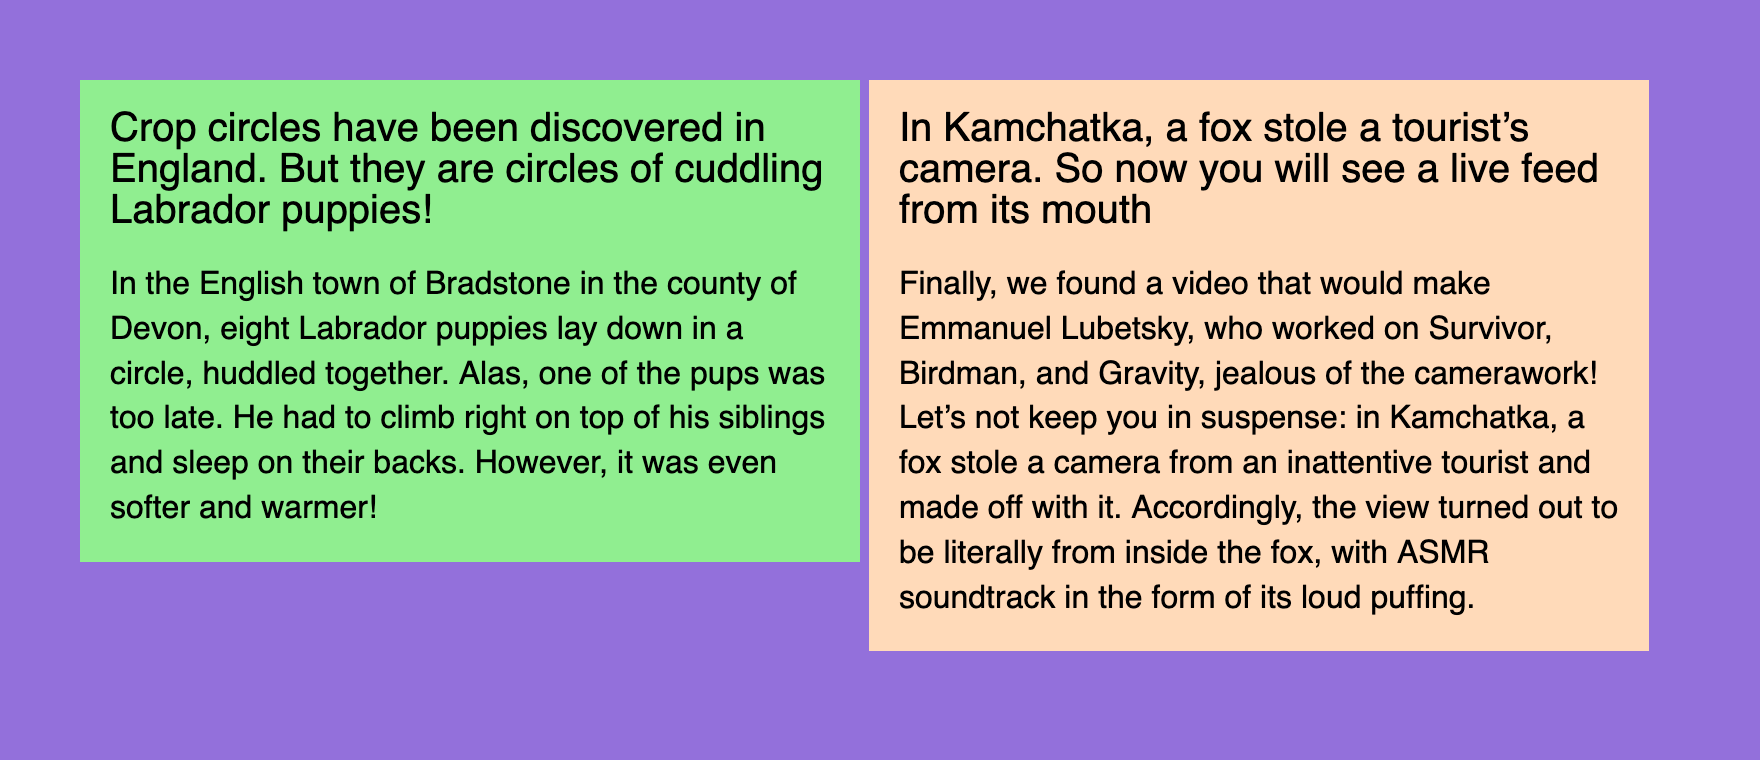 Crop circles have been discovered in
England. But they are circles of cuddling
Labrador puppies!
In the English town of Bradstone in the county of
Devon, eight Labrador puppies lay down in a
circle, huddled together. Alas, one of the pups was
too late. He had to climb right on top of his siblings
and sleep on their backs. However, it was even
softer and warmer!
In Kamchatka, a fox stole a tourist’s
camera. So now you will see a live feed
from its mouth
Finally, we found a video that would make
Emmanuel Lubetsky, who worked on Survivor,
Birdman, and Gravity, jealous of the camerawork!
Let’s not keep you in suspense: in Kamchatka, a
fox stole a camera from an inattentive tourist and
made off with it. Accordingly, the view turned out to
be literally from inside the fox, with ASMR
soundtrack in the form of its loud puffing.